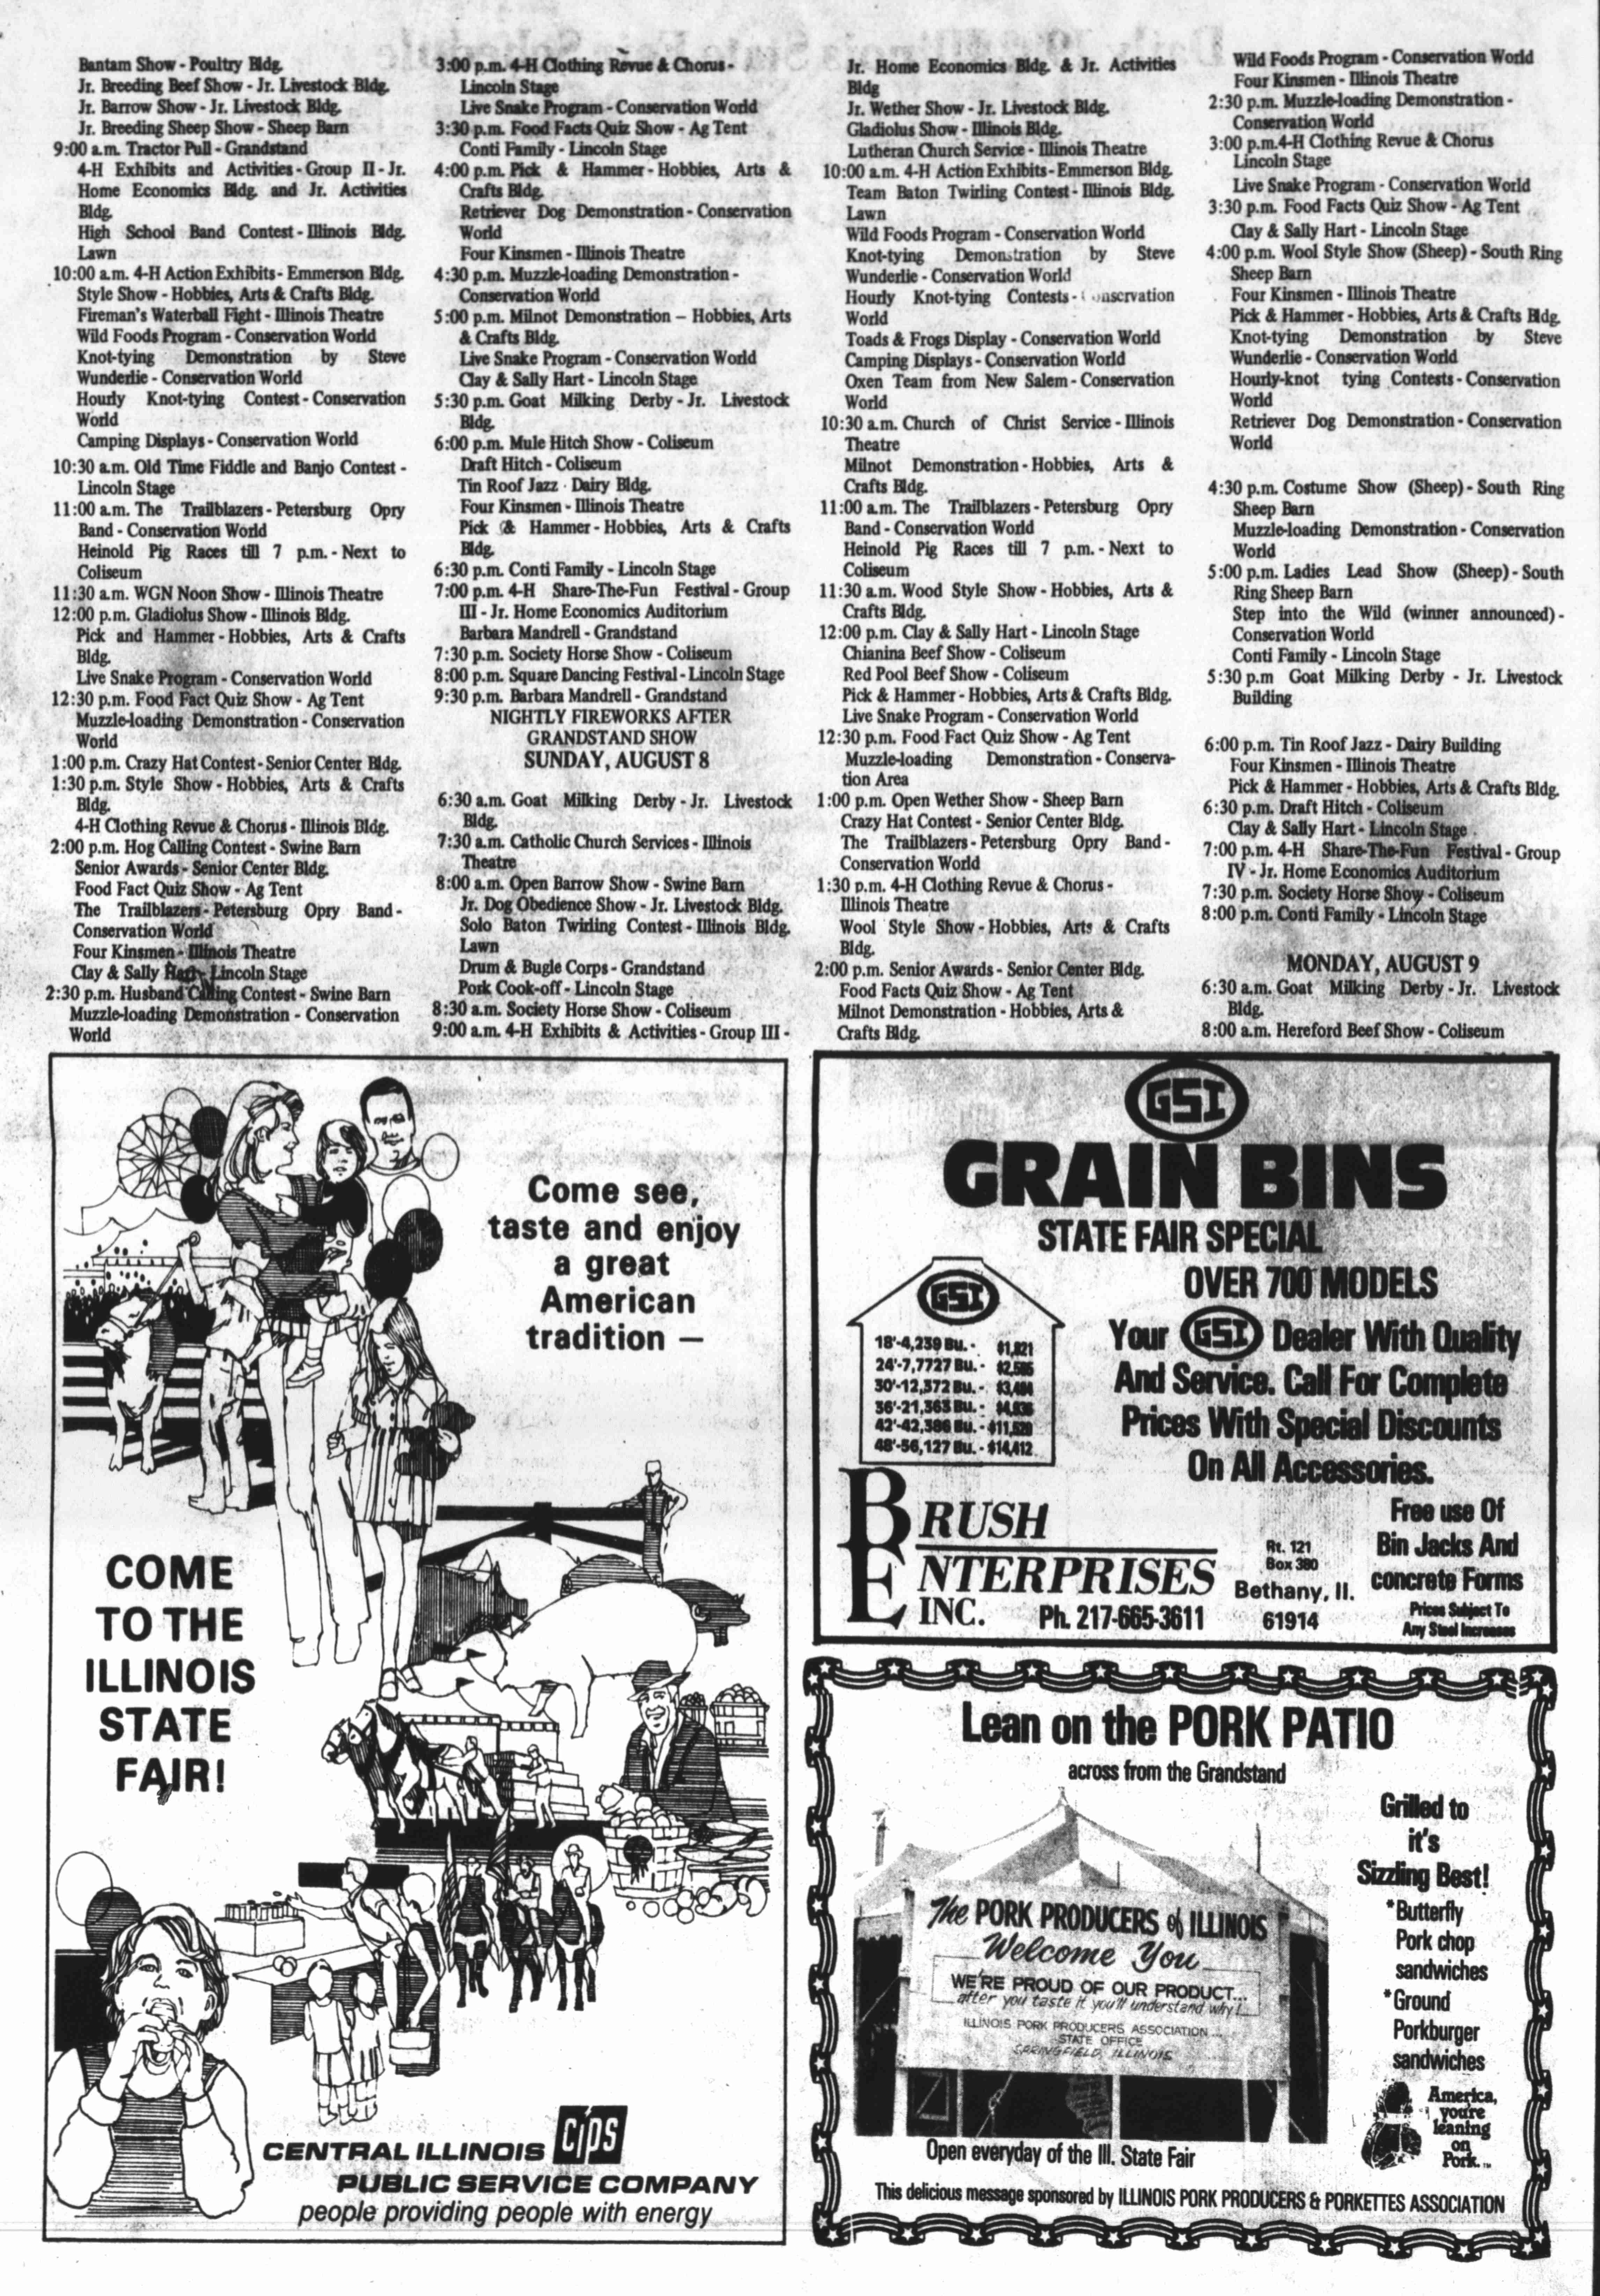 Bantam Show - Poultry Bldg.
Jr. Breeding Beef Show - Jr. Livestock Bldg.
Jr. Barrow Show - Jr. Livestock Bldg.
Jr. Breeding Sheep Show - Sheep Barn
9:00 a.m. Tractor Pull - Grandstand
4-H Exhibits and Activities - Group II - Jr.
Home Economics Bldg. and Jr. Activities
Bldg.
High School Band Contest - Illinois Bldg.
Lawn
10:00 a.m. 4-H Action Exhibits - Emmerson Bldg.
Style Show - Hobbies, Arts & Crafts Bldg.
Fireman's Waterball Fight - Illinois Theatre
Wild Foods Program - Conservation World
Knot-tying Demonstration by Steve
Wunderlie - Conservation World
Hourly Knot-tying Contest - Conservation
World
Camping Displays - Conservation World
10:30 a.m. Old Time Fiddle and Banjo Contest -
Lincoln Stage
11:00 a.m. The Trailblazers - Petersburg Opry
Band - Conservation World
Heinold Pig Races till 7 p.m. - Next to
Coliseum
11:30 a.m. WGN Noon Show - Illinois Theatre
12:00 p.m. Gladiolus Show - Illinois Bldg.
Pick and Hammer - Hobbies, Arts & Crafts
Bldg.
Live Snake Program - Conservation World
12:30 p.m. Food Fact Quiz Show - Ag Tent
Muzzle-loading Demonstration - Conservation
World
1:00 p.m. Crazy Hat Contest - Senior Center Bldg.
1:30 p.m. Style Show - Hobbies, Arts & Crafts
Bldg.
4-H Clothing Revue & Chorus - Illinois Bldg.
2:00 p.m. Hog Calling Contest - Swine Barn
Senior Awards - Senior Center Bldg.
Food Fact Quiz Show - Ag Tent
The Trailblazers - Petersburg Opry Band -
Conservation World
Four Kinsmen - Illinois Theatre
Clay & Sally Hart - Lincoln Stage
2:30 p.m. Husband Calling Contest - Swine Barn
Muzzle-loading Demonstration - Conservation
World
3:00 p.m. 4-H Clothing Revue & Chorus -
Lincoln Stage
Live Snake Program - Conservation World
3:30 p.m. Food Facts Quiz Show - Ag Tent
Conti Family - Lincoln Stage
4:00 p.m. Pick & Hammer - Hobbies, Arts &
Crafts Bldg.
Retriever Dog Demonstration - Conservation
World
Four Kinsmen - Illinois Theatre
4:30 p.m. Muzzle-loading Demonstration -
Conservation World
5:00 p.m. Milnot Demonstration — Hobbies, Arts
& Crafts Bldg.
Live Snake Program - Conservation World
Clay & Sally Hart - Lincoln Stage
5:30 p.m. Goat Milking Derby - Jr. Livestock
Bldg.
6:00 p.m. Mule Hitch Show - Coliseum
Draft Hitch - Coliseum
Tin Roof Jazz - Dairy Bldg.
Four Kinsmen - Illinois Theatre
Pick & Hammer - Hobbies, Arts & Crafts
Bldg.
6:30 p.m. Conti Family - Lincoln Stage
7:00 p.m. 4-H Share-The-Fun Festival - Group
III - Jr. Home Economics Auditorium
Barbara Mandrell - Grandstand
7:30 p.m. Society Horse Show - Coliseum
8:00 p.m. Square Dancing Festival - Lincoln Stage
9:30 p.m. Barbara Mandrell - Grandstand
NIGHTLY FIREWORKS AFTER
GRANDSTAND SHOW
SUNDAY, AUGUST 8
6:30 a.m. Goat Milking Derby - Jr. Livestock
Bldg.
7:30 a.m. Catholic Church Services - Illinois
Theatre
8:00 a.m. Open Barrow Show - Swine Barn
Jr. Dog Obedience Show - Jr. Livestock Bldg.
Solo Baton Twirling Contest - Illinois Bldg.
Lawn
Drum & Bugle Corps - Grandstand
Pork Cook-off - Lincoln Stage
8:30 a.m. Society Horse Show - Coliseum
9:00 a.m. 4-H Exhibits & Activities - Group III -
Jr. Home Economics Bldg. & Jr. Activities
Bldg
Jr. Wether Show - Jr. Livestock Bldg.
Gladiolus Show - Illinois Bldg.
Lutheran Church Service - Illinois Theatre
10:00 a.m. 4-H Action Exhibits - Emmerson Bldg.
Team Baton Twirling Contest - Illinois Bldg.
Lawn
Wild Foods Program - Conservation World
Knot-tying Demonstration by Steve
Wunderlie - Conservation World
Hourly Knot-tying Contests - Conservation
World
Toads & Frogs Display - Conservation World
Camping Displays - Conservation World
Oxen Team from New Salem - Conservation
World
10:30 a.m. Church of Christ Service - Illinois
Theatre
Milnot Demonstration - Hobbies, Arts &
Crafts Bldg.
11:00 a.m. The Trailblazers - Petersburg Opry
Band - Conservation World
Heinold Pig Races till 7 p.m. - Next to
Coliseum
11:30 a.m. Wood Style Show - Hobbies, Arts &
Crafts Bldg.
12:00 p.m. Clay & Sally Hart - Lincoln Stage
Chianina Beef Show - Coliseum
Red Pool Beef Show - Coliseum
Pick & Hammer - Hobbies, Arts & Crafts Bldg.
Live Snake Program - Conservation World
12:30 p.m. Food Fact Quiz Show - Ag Tent
Muzzle-loading Demonstration - Conserva-
tion Area
1:00 p.m. Open Wether Show - Sheep Barn
Crazy Hat Contest - Senior Center Bldg.
The Trailblazers - Petersburg Opry Band -
Conservation World
1:30 p.m. 4-H Clothing Revue & Chorus -
Illinois Theatre
Wool Style Show - Hobbies, Arts & Crafts
Bldg.
2:00 p.m. Senior Awards - Senior Center Bldg.
Food Facts Quiz Show - Ag Tent
Milnot Demonstration - Hobbies, Arts &
Crafts Bldg.
Wild Foods Program - Conservation World
Four Kinsmen - Illinois Theatre
2:30 p.m. Muzzle-loading Demonstration -
Conservation World
3:00 p.m.4-H Clothing Revue & Chorus
Lincoln Stage
Live Snake Program - Conservation World
3:30 p.m. Food Facts Quiz Show - Ag Tent
Clay & Sally Hart - Lincoln Stage
4:00 p.m. Wool Style Show (Sheep) - South Ring
Sheep Barn
Four Kinsmen - Illinois Theatre
Pick & Hammer - Hobbies, Arts & Crafts Bldg.
Knot-tying Demonstration by Steve
Wunderlie - Conservation World
Hourly-knot tying Contests - Conservation
World
Retriever Dog Demonstration - Conservation
World
4:30 p.m. Costume Show (Sheep) - South Ring
Sheep Barn
Muzzle-loading Demonstration - Conservation
World
5:00 p.m. Ladies Lead Show (Sheep) - South
Ring Sheep Barn
Step into the Wild (winner announced) -
Conservation World
Conti Family - Lincoln Stage
5:30 p.m Goat Milking Derby - Jr. Livestock
Building
6:00 p.m. Tin Roof Jazz - Dairy Building
Four Kinsmen - Illinois Theatre
Pick & Hammer - Hobbies, Arts & Crafts Bldg.
6:30 p.m. Draft Hitch - Coliseum
Clay & Sally Hart - Lincoln Stage
7:00 p.m. 4-H Share-The-Fun Festival - Group
IV - Jr. Home Economics Auditorium
7:30 p.m. Society Horse Show - Coliseum
8:00 p.m. Conti Family - Lincoln Stage
MONDAY, AUGUST 9
6:30 a.m. Goat Milking Derby - Jr. Livestock
Bldg.
8:00 a.m. Hereford Beef Show - Coliseum
Come see,
taste and enjoy
a great
American
tradition —
COME
TO THE
ILLINOIS
STATE
FAIR!
CENTRAL ILLINOIS CIPS
PUBLIC SERVICE COMPANY
people providing people with energy
GSI
GRAIN BINS
STATE FAIR SPECIAL
OVER 700 MODELS
GSI
18'-4,239 Bu. - $1,821
24'-7,7727 Bu. -
30'-12,372 Bu. -
36'-21,363 Bu. -
42'-42,386 Bu. -
48'-56,127 Bu. - $14,412
Your GSI Dealer With Quality
And Service. Call For Complete
Prices With Special Discounts
On All Accessories.
BRUSH
ENTERPRISES
INC. Ph. 217-665-3611
Rt. 121
Box 380
Bethany, Il.
61914
Free use Of
Bin Jacks And
concrete Forms
Prices Subject To
Any Steel Increases
Lean on the PORK PATIO
across from the Grandstand
Grilled to
it's
Sizzling Best!
*Butterfly
Pork chop
sandwiches
*Ground
Porkburger
sandwiches
The PORK PRODUCERS of ILLINOIS
Welcome You
WE'RE PROUD OF OUR PRODUCT...
after you taste it you'll understand why!
ILLINOIS PORK PRODUCERS ASSOCIATION...
STATE OFFICE
SPRINGFIELD, ILLINOIS
America,
you're
leaning
on
Pork.™
Open everyday of the Ill. State Fair
This delicious message sponsored by ILLINOIS PORK PRODUCERS & PORKETTES ASSOCIATION